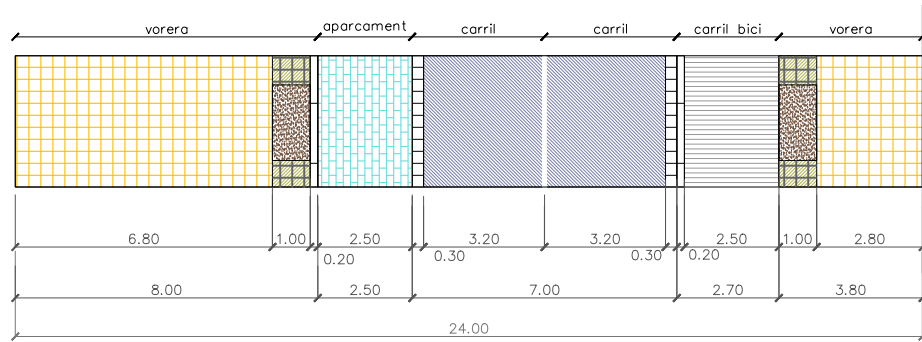 vorera aparcament carril carril carril bici vorera
6.80 1.00 2.50 3.20 3.20 2.50 1.00 2.80
0.20 0.30 0.30 0.20
8.00 2.50 7.00 2.70 3.80
24.00